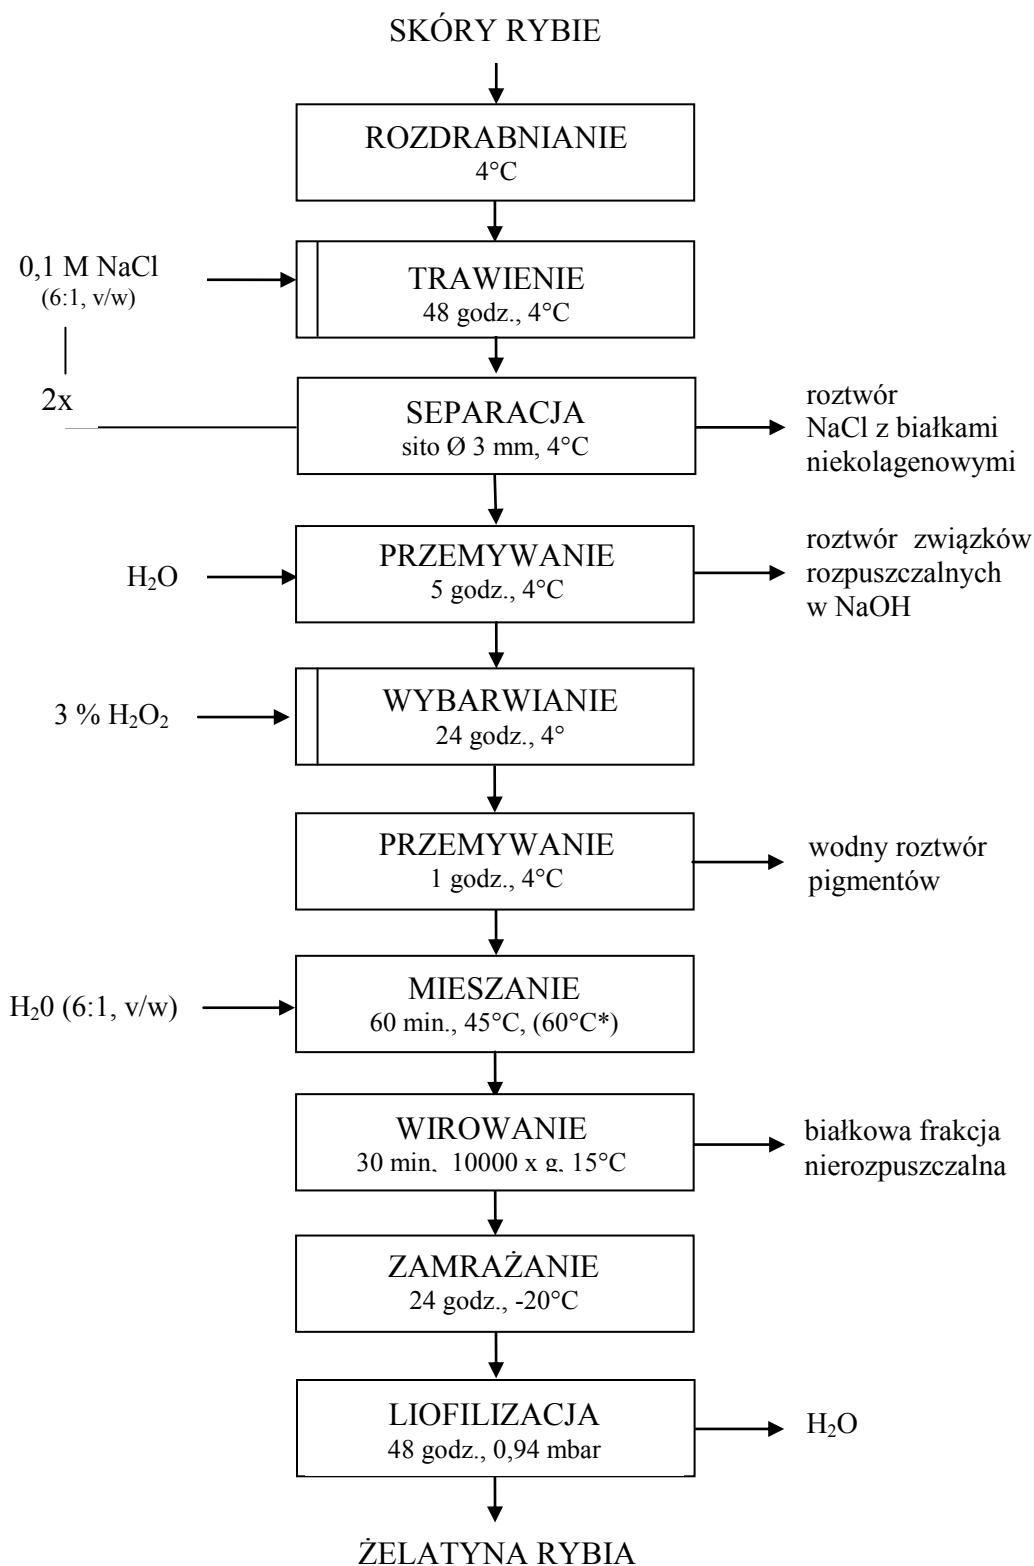 SKÓRY RYBIE
ROZDRABNIANIE
4°C
0,1 M NaCl
(6:1, v/w)
TRAWIENIE
48 godz., 4°C
2x
SEPARACJA
sito Ø 3 mm, 4°C
roztwór
NaCl z białkami
niekolagenowymi
H₂O
PRZEMYWANIE
5 godz., 4°C
roztwór związków
rozpuszczalnych
w NaOH
3 % H₂O₂
WYBARWIANIE
24 godz., 4°
PRZEMYWANIE
1 godz., 4°C
wodny roztwór
pigmentów
H₂0 (6:1, v/w)
MIESZANIE
60 min., 45°C, (60°C*)
WIROWANIE
30 min, 10000 x g, 15°C
białkowa frakcja
nierozpuszczalna
ZAMRAŻANIE
24 godz., -20°C
LIOFILIZACJA
48 godz., 0,94 mbar
H₂O
ŻELATYNA RYBIA